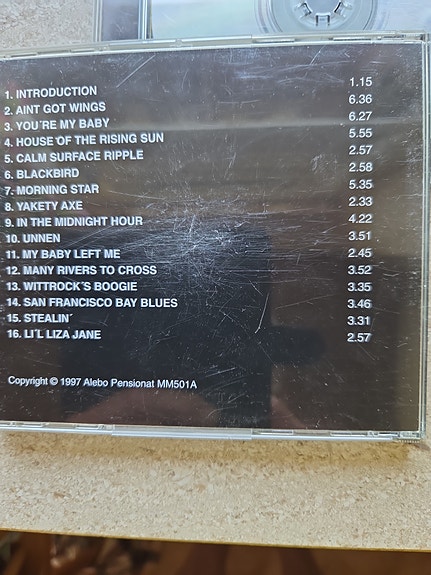 1. INTRODUCTION 1.15
2. AINT GOT WINGS 6.36
3. YOU´RE MY BABY 6.27
4. HOUSE OF THE RISING SUN 5.55
5. CALM SURFACE RIPPLE 2.57
6. BLACKBIRD 2.58
7. MORNING STAR 5.35
8. YAKETY AXE 2.33
9. IN THE MIDNIGHT HOUR 4.22
10. UNNEN 3.51
11. MY BABY LEFT ME 2.45
12. MANY RIVERS TO CROSS 3.52
13. WITTROCK´S BOOGIE 3.35
14. SAN FRANCISCO BAY BLUES 3.46
15. STEALIN´ 3.31
16. LI´L LIZA JANE 2.57
Copyright © 1997 Alebo Pensionat MM501A